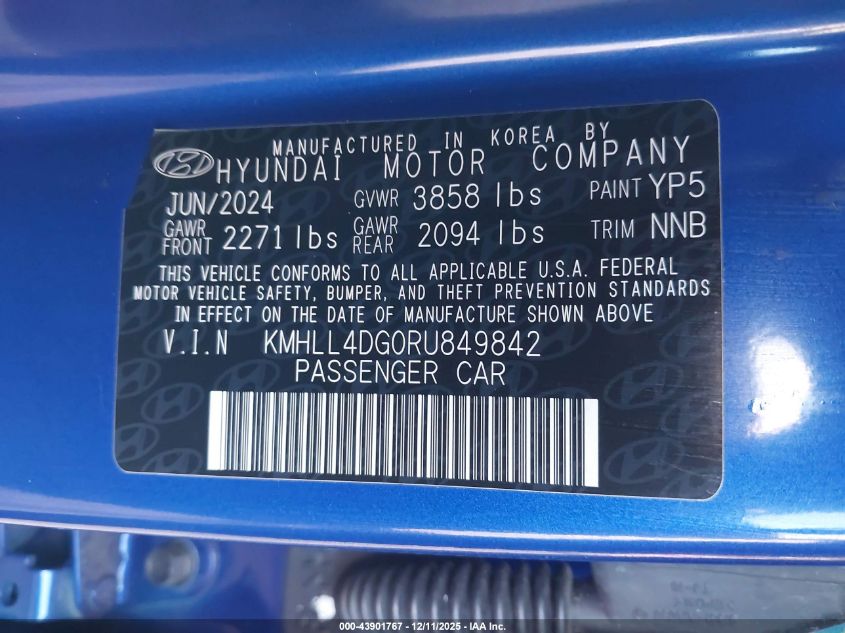 MANUFACTURED IN KOREA BY
HYUNDAI MOTOR COMPANY
JUN/2024 GVWR 3858 lbs PAINT YP5
GAWR FRONT 2271 lbs GAWR REAR 2094 lbs TRIM NNB
THIS VEHICLE CONFORMS TO ALL APPLICABLE U.S.A. FEDERAL
MOTOR VEHICLE SAFETY, BUMPER, AND THEFT PREVENTION STANDARDS
IN EFFECT ON THE DATE OF MANUFACTURE SHOWN ABOVE
V.I.N KMHLL4DG0RU849842
PASSENGER CAR
000-43901767 - 12/11/2025 - IAA Inc.